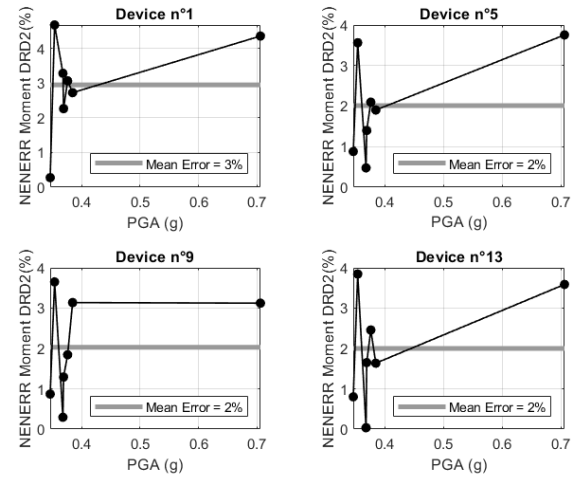 Device n°1
NENERR Moment DRD2(%)
4
3
2
1
0
Mean Error = 3%
0.4 0.5 0.6 0.7
PGA (g)
Device n°5
NENERR Moment DRD2(%)
4
3
2
1
0
Mean Error = 2%
0.4 0.5 0.6 0.7
PGA (g)
Device n°9
NENERR Moment DRD2(%)
4
3
2
1
0
Mean Error = 2%
0.4 0.5 0.6 0.7
PGA (g)
Device n°13
NENERR Moment DRD2(%)
4
3
2
1
0
Mean Error = 2%
0.4 0.5 0.6 0.7
PGA (g)